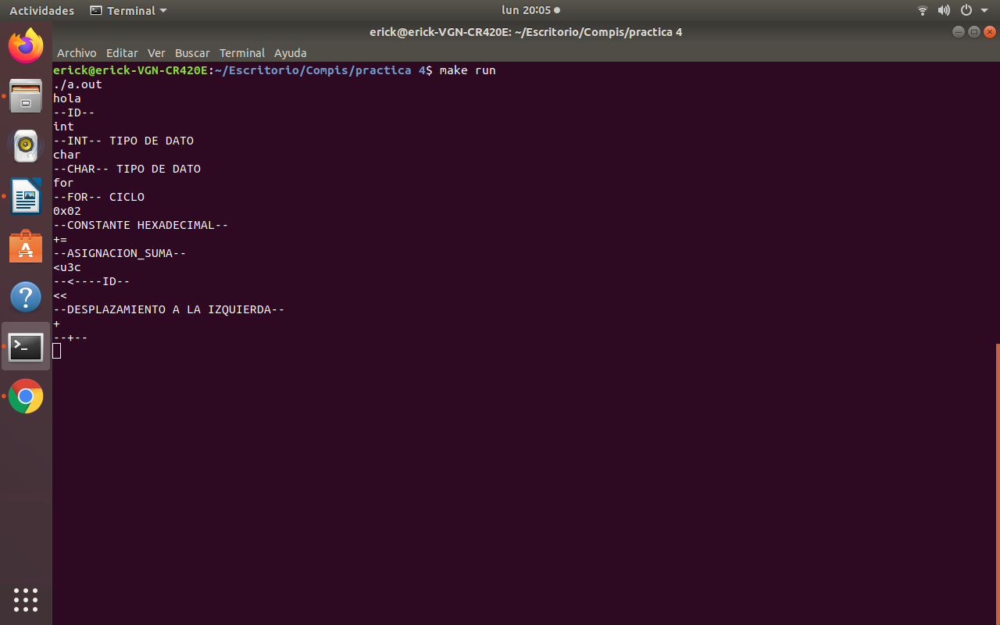 Actividades Terminal lun 20:05
erick@erick-VGN-CR420E: ~/Escritorio/Compis/practica 4
Archivo Editar Ver Buscar Terminal Ayuda
erick@erick-VGN-CR420E:~/Escritorio/Compis/practica 4$ make run
./a.out
hola
--ID--
int
--INT-- TIPO DE DATO
char
--CHAR-- TIPO DE DATO
for
--FOR-- CICLO
0x02
--CONSTANTE HEXADECIMAL--
+=
--ASIGNACION_SUMA--
<u3c
--<----ID--
<<
--DESPLAZAMIENTO A LA IZQUIERDA--
+
--+--